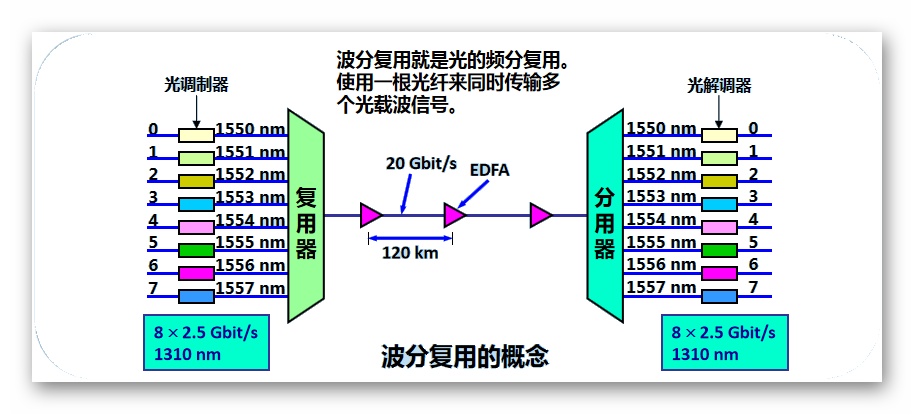 波分复用就是光的频分复用。
使用一根光纤来同时传输多
个光载波信号。
光调制器
光解调器
0 1550 nm
1 1551 nm
2 1552 nm
3 1553 nm
4 1554 nm
5 1555 nm
6 1556 nm
7 1557 nm
复用器
20 Gbit/s
EDFA
120 km
分用器
1550 nm 0
1551 nm 1
1552 nm 2
1553 nm 3
1554 nm 4
1555 nm 5
1556 nm 6
1557 nm 7
8 × 2.5 Gbit/s
1310 nm
8 × 2.5 Gbit/s
1310 nm
波分复用的概念